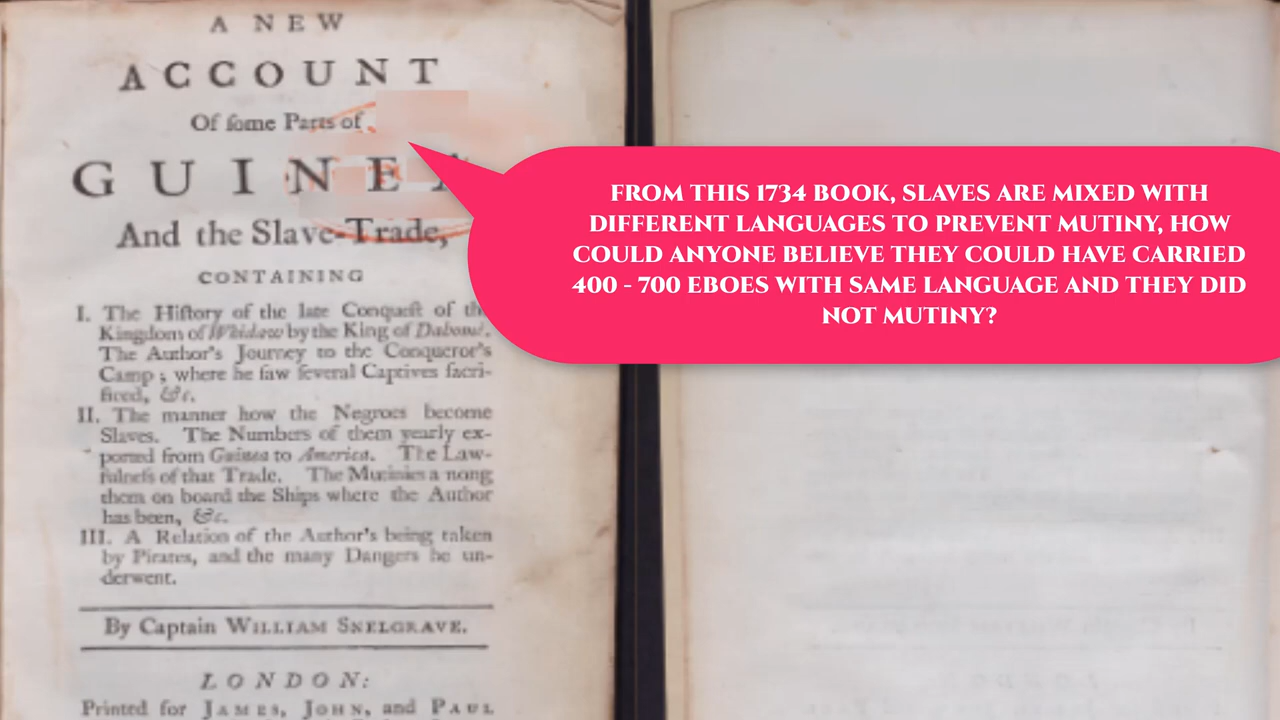 A NEW
ACCOUNT
Of ſome Parts of
GUINEA
And the Slave-Trade,
CONTAINING
I. The Hiſtory of the late Conqueſt of the
Kingdom of Whidaw by the King of Dahomè.
The Author's Journey to the Conqueror's
Camp; where he ſaw ſeveral Captives ſacri-
ficed, &c.
II. The manner how the Negroes become
Slaves. The Numbers of them yearly ex-
ported from Guinea to America. The Law-
fulneſs of that Trade. The Mutinies among
them on board the Ships where the Author
has been, &c.
III. A Relation of the Author's being taken
by Pirates, and the many Dangers he un-
derwent.
By Captain WILLIAM SNELGRAVE.
LONDON:
Printed for JAMES, JOHN, and PAUL
FROM THIS 1734 BOOK, SLAVES ARE MIXED WITH
DIFFERENT LANGUAGES TO PREVENT MUTINY, HOW
COULD ANYONE BELIEVE THEY COULD HAVE CARRIED
400 - 700 EBOES WITH SAME LANGUAGE AND THEY DID
NOT MUTINY?